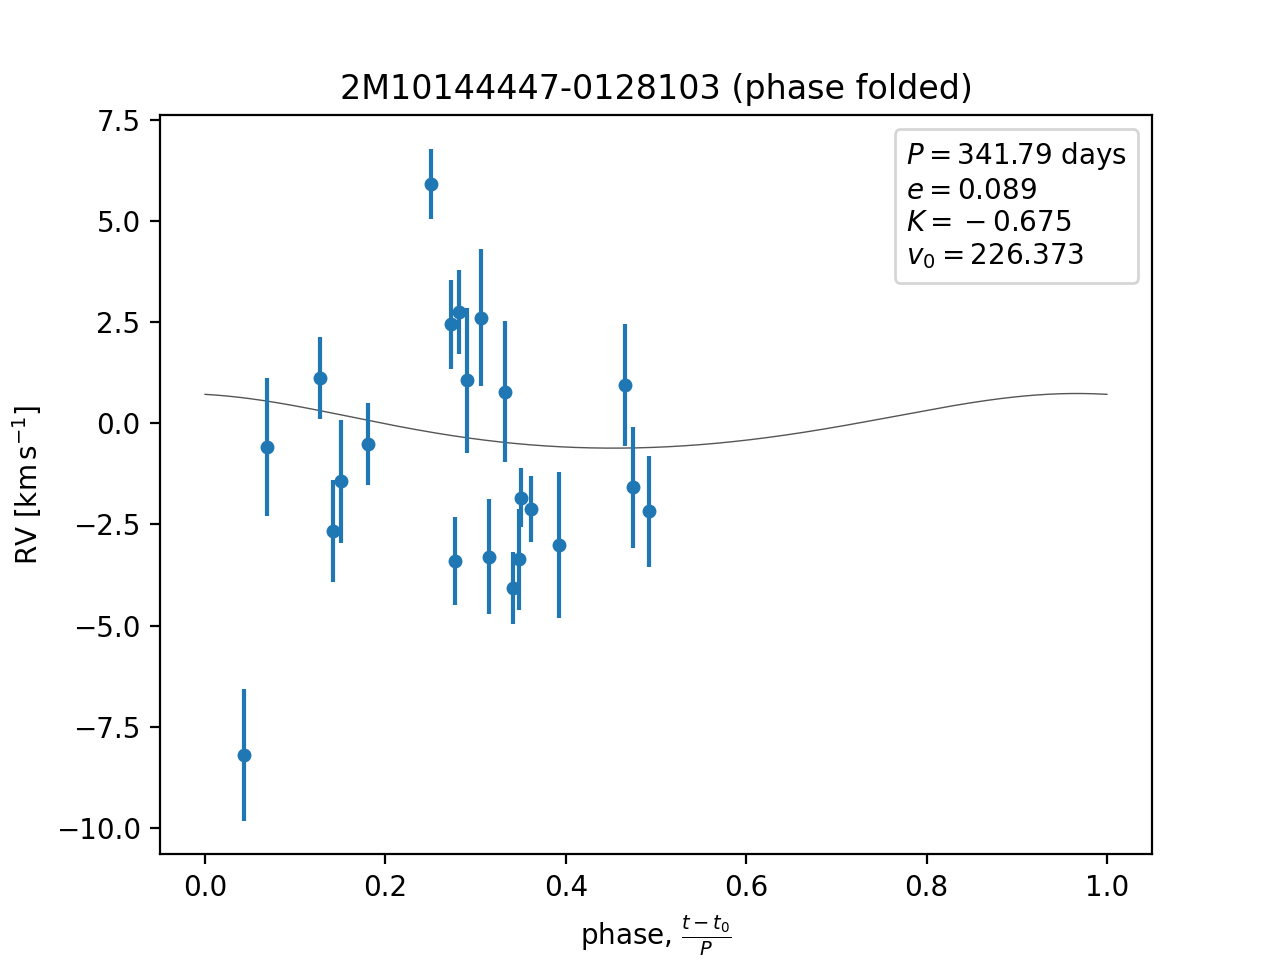 2M10144447-0128103 (phase folded)
7.5
5.0
2.5
0.0
−2.5
−5.0
−7.5
−10.0
RV [km s⁻¹]
P = 341.79 days
e = 0.089
K = −0.675
v₀ = 226.373
0.0 0.2 0.4 0.6 0.8 1.0
phase, (t − t₀)/P